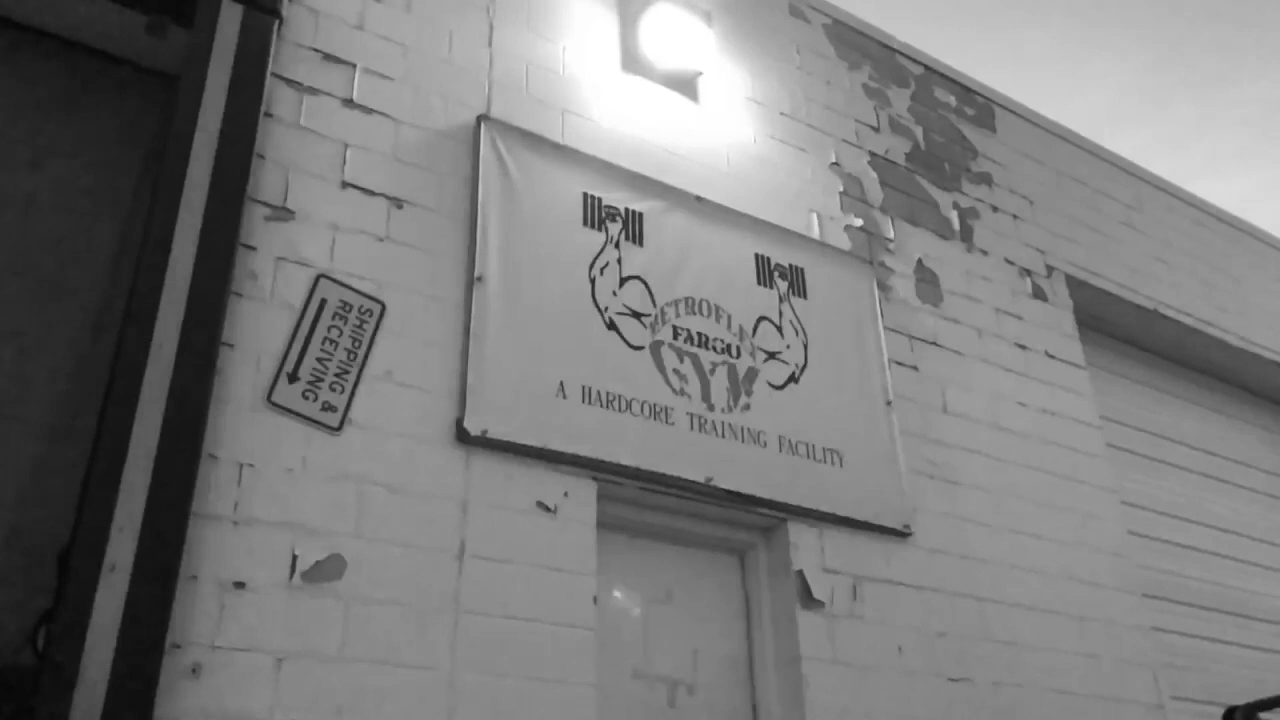 SHIPPING &
RECEIVING
METROFLEX
FARGO
GYM
A HARDCORE TRAINING FACILITY